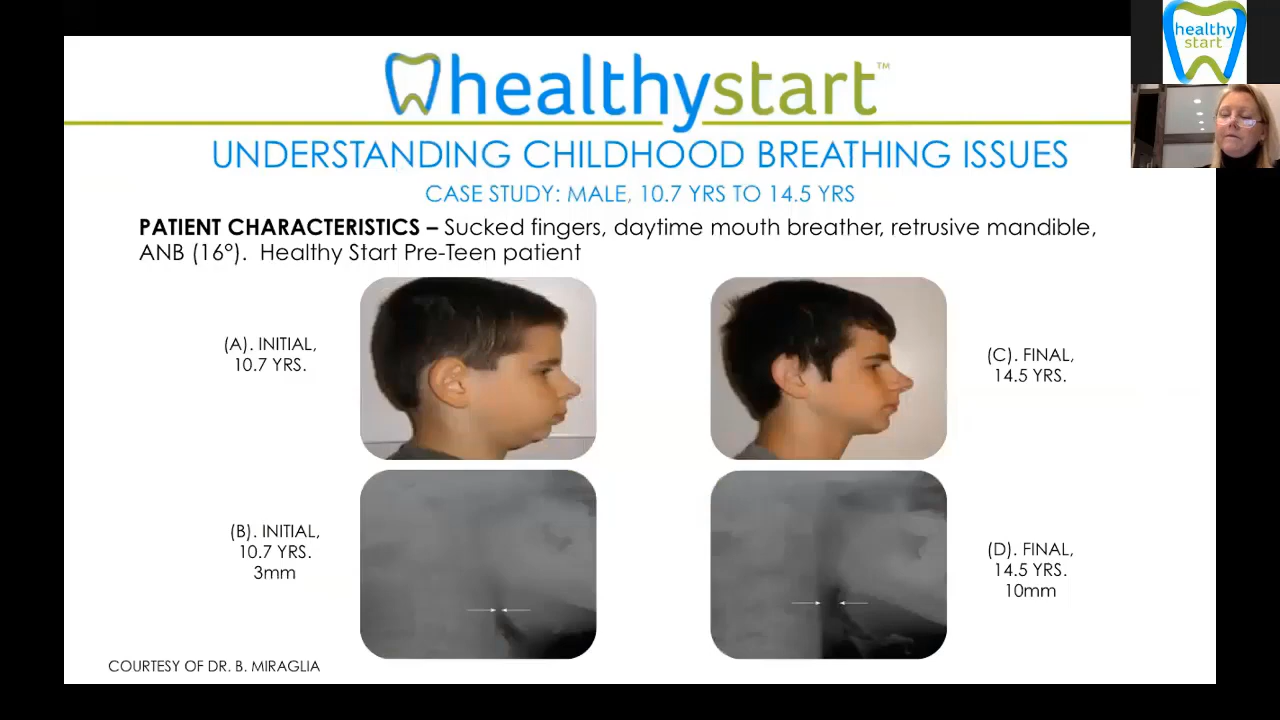 healthystart™
healthy
start
UNDERSTANDING CHILDHOOD BREATHING ISSUES
CASE STUDY: MALE, 10.7 YRS TO 14.5 YRS
PATIENT CHARACTERISTICS – Sucked fingers, daytime mouth breather, retrusive mandible,
ANB (16°). Healthy Start Pre-Teen patient
(A). INITIAL,
10.7 YRS.
(C). FINAL,
14.5 YRS.
(B). INITIAL,
10.7 YRS.
3mm
(D). FINAL,
14.5 YRS.
10mm
COURTESY OF DR. B. MIRAGLIA